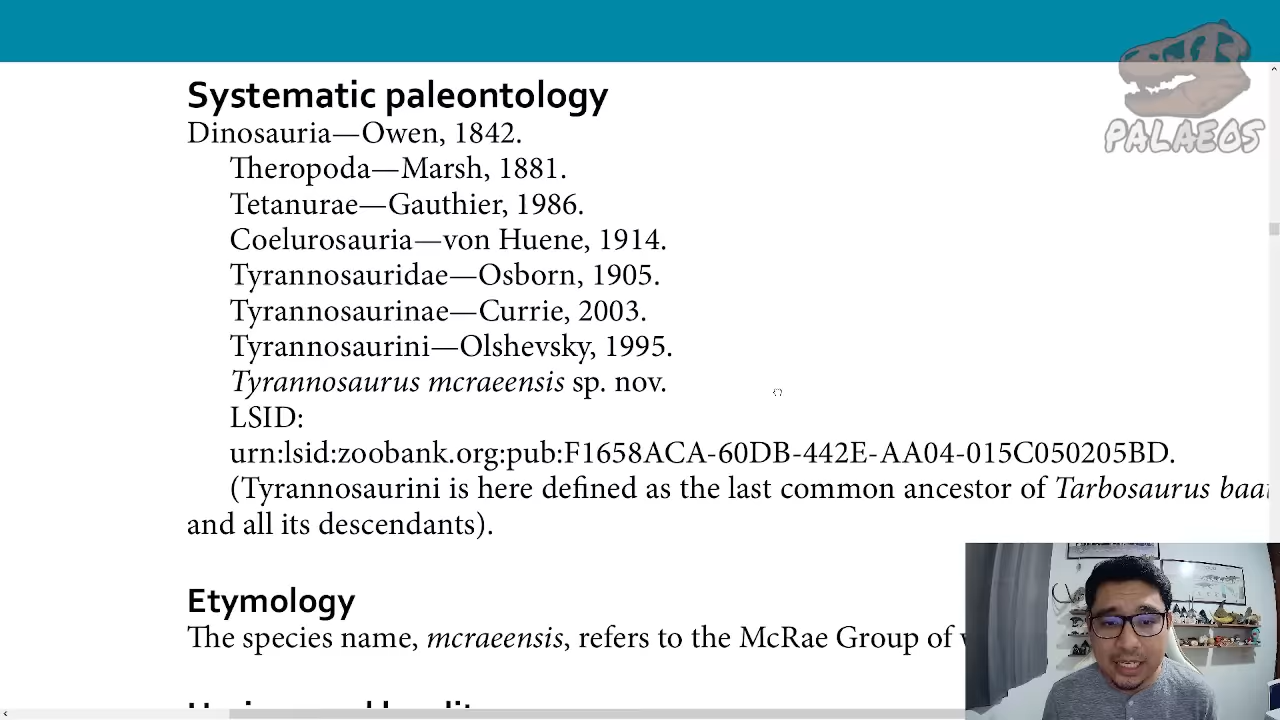 PALAEOS
Systematic paleontology
Dinosauria—Owen, 1842.
Theropoda—Marsh, 1881.
Tetanurae—Gauthier, 1986.
Coelurosauria—von Huene, 1914.
Tyrannosauridae—Osborn, 1905.
Tyrannosaurinae—Currie, 2003.
Tyrannosaurini—Olshevsky, 1995.
Tyrannosaurus mcraeensis sp. nov.
LSID:
urn:lsid:zoobank.org:pub:F1658ACA-60DB-442E-AA04-015C050205BD.
(Tyrannosaurini is here defined as the last common ancestor of Tarbosaurus
and all its descendants).
Etymology
The species name, mcraeensis, refers to the McRae Group of